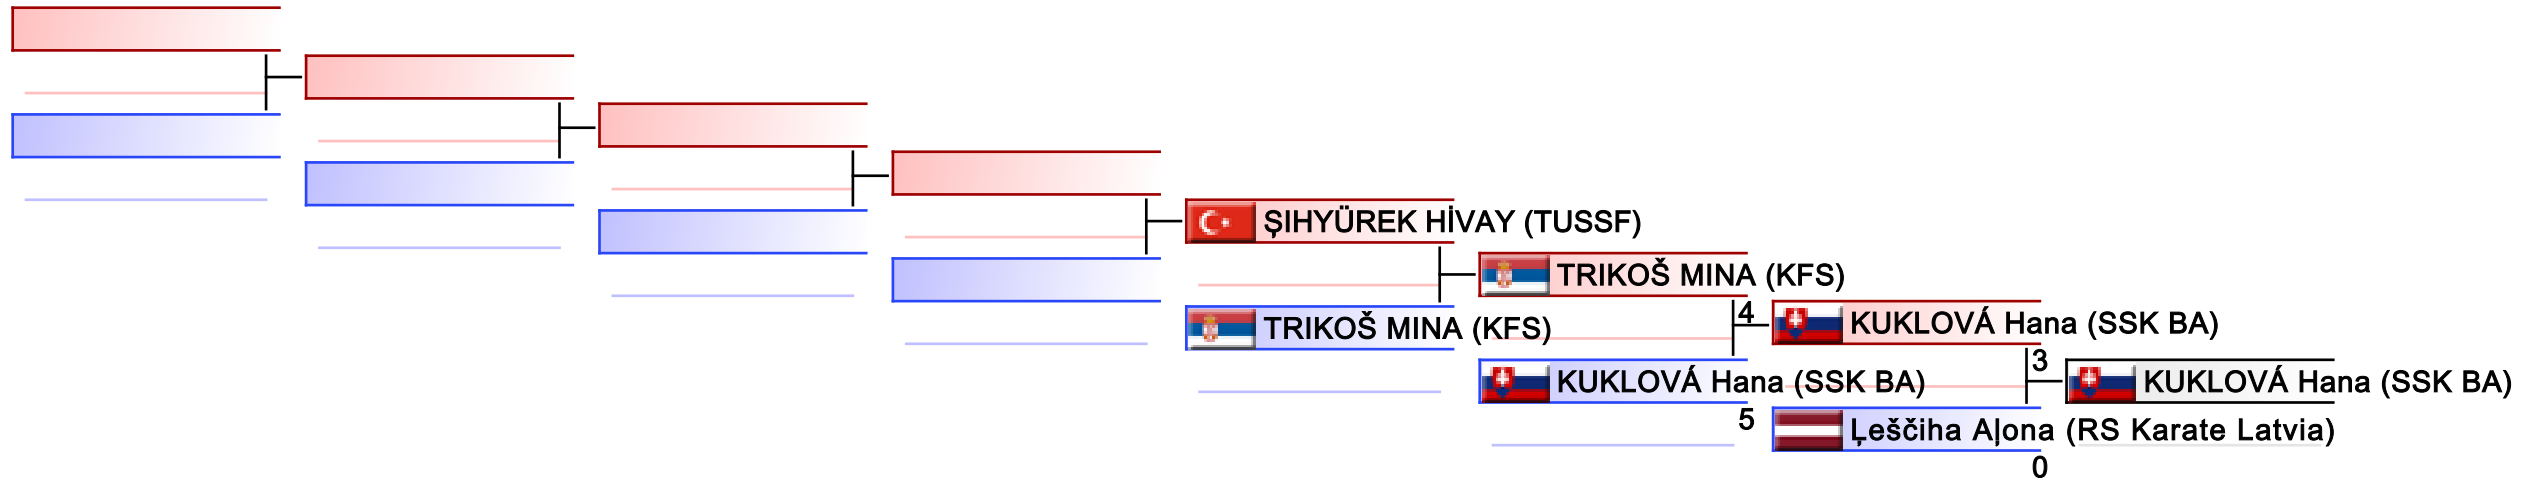 ŞIHYÜREK HİVAY (TUSSF)
TRIKOŠ MINA (KFS)
4
KUKLOVÁ Hana (SSK BA)
TRIKOŠ MINA (KFS)
3
KUKLOVÁ Hana (SSK BA)
KUKLOVÁ Hana (SSK BA)
5
Ļeščiha Aļona (RS Karate Latvia)
0